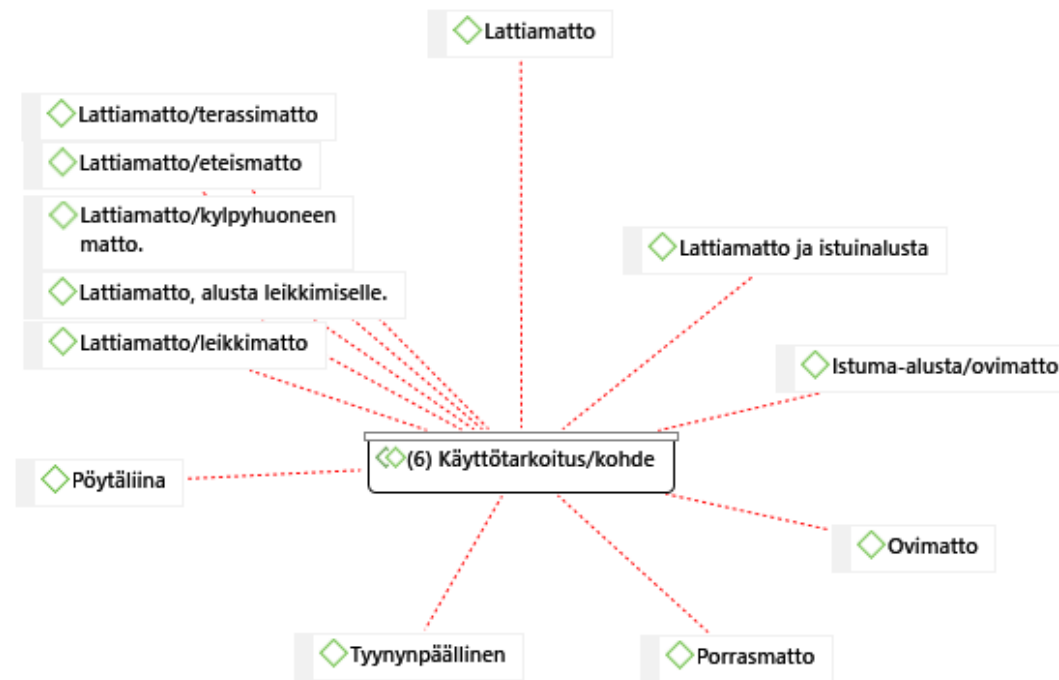 Lattiamatto
Lattiamatto/terassimatto
Lattiamatto/eteismatto
Lattiamatto/kylpyhuoneen
matto.
Lattiamatto, alusta leikkimiselle.
Lattiamatto/leikkimatto
Lattiamatto ja istuinalusta
Istuma-alusta/ovimatto
(6) Käyttötarkoitus/kohde
Pöytäliina
Ovimatto
Tyynynpäällinen
Porrasmatto